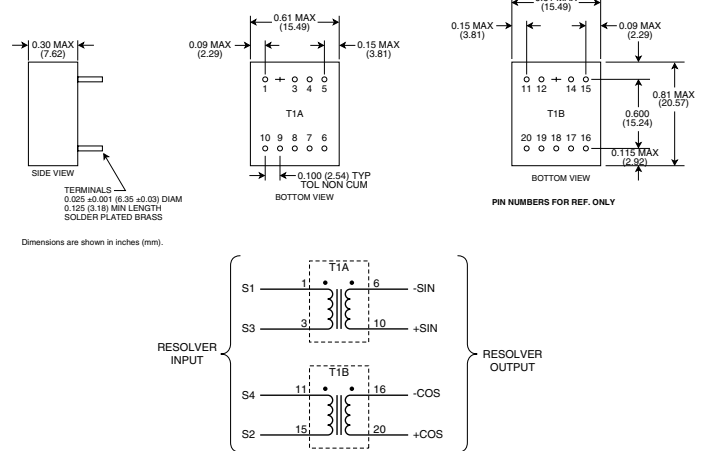 0.30 MAX
(7.62)
SIDE VIEW
TERMINALS
0.025 ±0.001 (6.35 ±0.03) DIAM
0.125 (3.18) MIN LENGTH
SOLDER PLATED BRASS
Dimensions are shown in inches (mm).
0.61 MAX
(15.49)
0.09 MAX
(2.29)
0.15 MAX
(3.81)
1 3 4 5
T1A
10 9 8 7 6
0.100 (2.54) TYP
TOL NON CUM
BOTTOM VIEW
(15.49)
0.15 MAX
(3.81)
0.09 MAX
(2.29)
11 12 14 15
T1B
20 19 18 17 16
0.81 MAX
(20.57)
0.600
(15.24)
0.115 MAX
(2.92)
BOTTOM VIEW
PIN NUMBERS FOR REF. ONLY
T1A
S1 1 6 -SIN
S3 3 10 +SIN
RESOLVER
INPUT
RESOLVER
OUTPUT
T1B
S4 11 16 -COS
S2 15 20 +COS